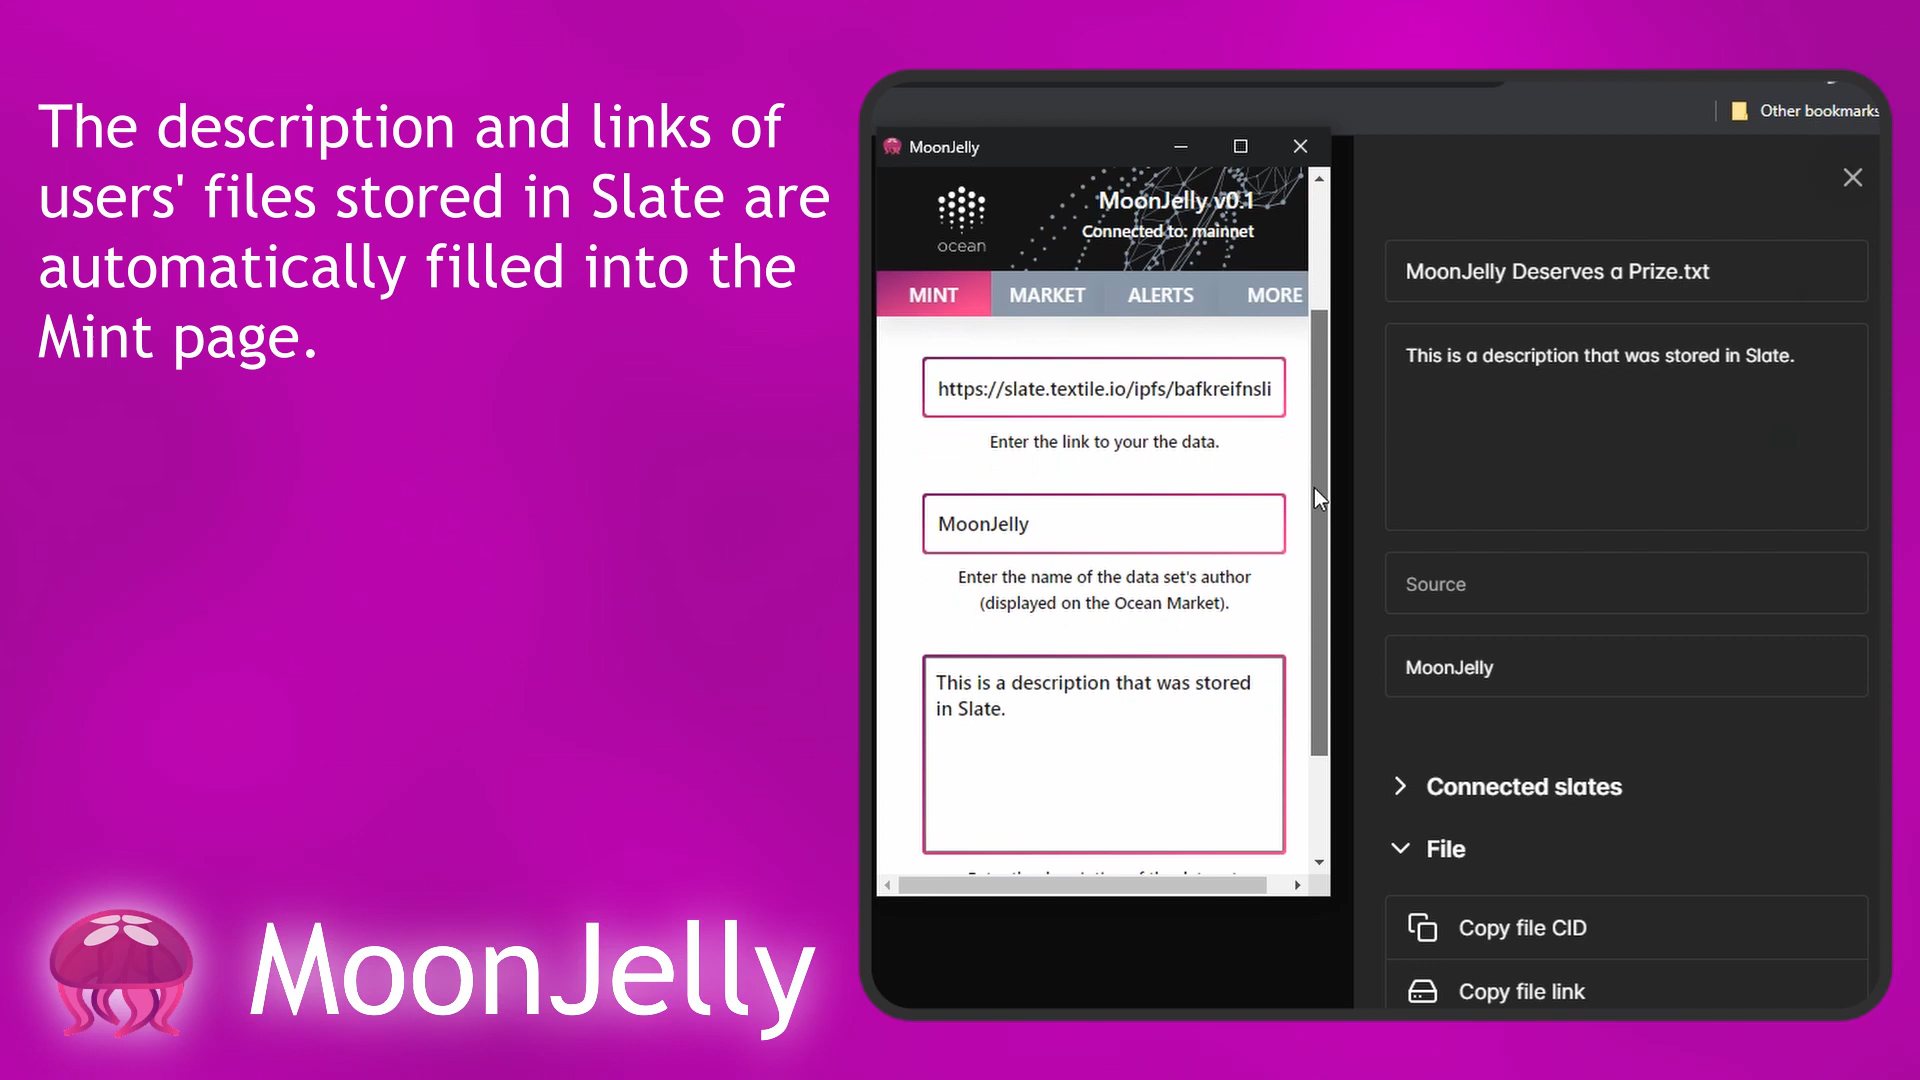 The description and links of
users' files stored in Slate are
automatically filled into the
Mint page.
MoonJelly
Other bookmarks
MoonJelly
ocean
MoonJelly v0.1
Connected to: mainnet
MINT MARKET ALERTS MORE
https://slate.textile.io/ipfs/bafkreifnsli
Enter the link to your the data.
MoonJelly
Enter the name of the data set's author
(displayed on the Ocean Market).
This is a description that was stored
in Slate.
MoonJelly Deserves a Prize.txt
This is a description that was stored in Slate.
Source
MoonJelly
Connected slates
File
Copy file CID
Copy file link